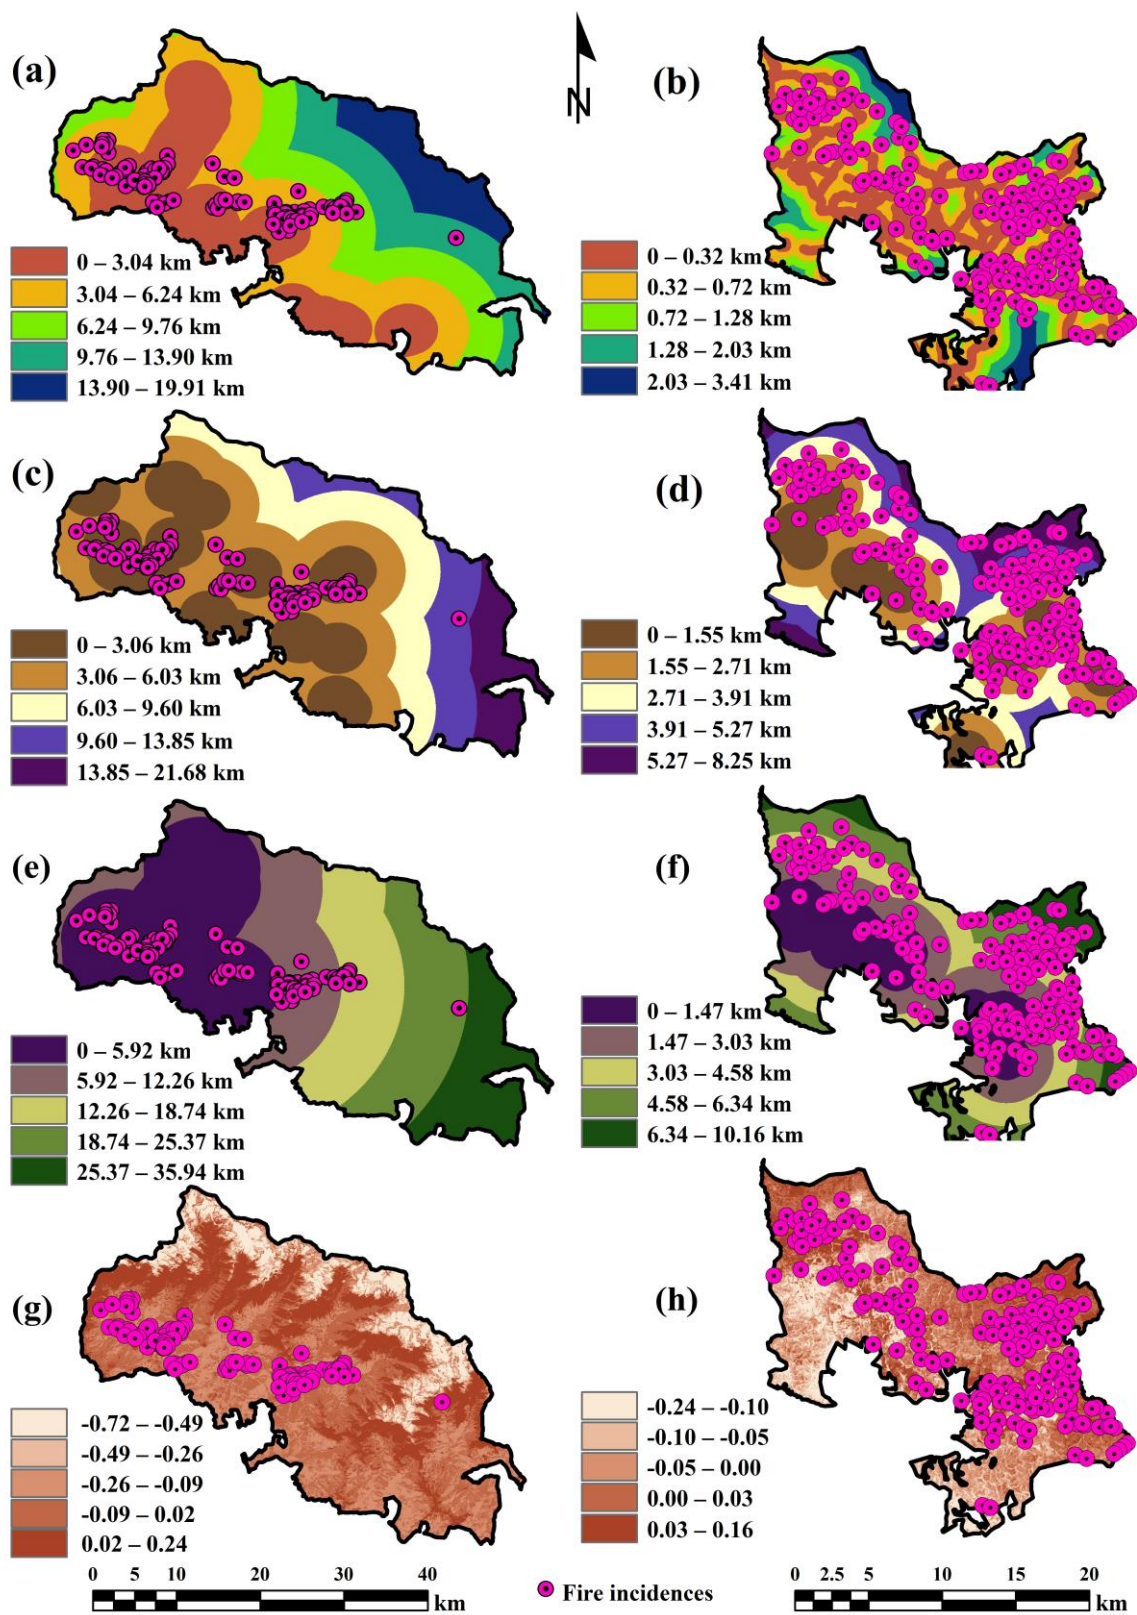 (a)
0 – 3.04 km
3.04 – 6.24 km
6.24 – 9.76 km
9.76 – 13.90 km
13.90 – 19.91 km
N
(b)
0 – 0.32 km
0.32 – 0.72 km
0.72 – 1.28 km
1.28 – 2.03 km
2.03 – 3.41 km
(c)
0 – 3.06 km
3.06 – 6.03 km
6.03 – 9.60 km
9.60 – 13.85 km
13.85 – 21.68 km
(d)
0 – 1.55 km
1.55 – 2.71 km
2.71 – 3.91 km
3.91 – 5.27 km
5.27 – 8.25 km
(e)
0 – 5.92 km
5.92 – 12.26 km
12.26 – 18.74 km
18.74 – 25.37 km
25.37 – 35.94 km
(f)
0 – 1.47 km
1.47 – 3.03 km
3.03 – 4.58 km
4.58 – 6.34 km
6.34 – 10.16 km
(g)
-0.72 – -0.49
-0.49 – -0.26
-0.26 – -0.09
-0.09 – 0.02
0.02 – 0.24
(h)
-0.24 – -0.10
-0.10 – -0.05
-0.05 – 0.00
0.00 – 0.03
0.03 – 0.16
0 5 10 20 30 40
km
Fire incidences
0 2.5 5 10 15 20
km